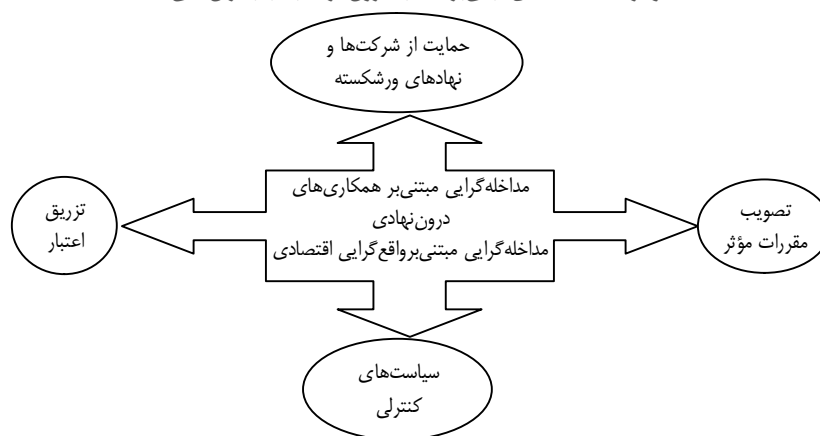 حمایت از شرکت‌ها و
نهادهای ورشکسته
مداخله‌گرایی مبتنی‌بر همکاری‌های
درون‌نهادی
مداخله‌گرایی مبتنی‌برواقع‌گرایی اقتصادی
تصویب
مقررات مؤثر
تزریق
اعتبار
سیاست‌های
کنترلی